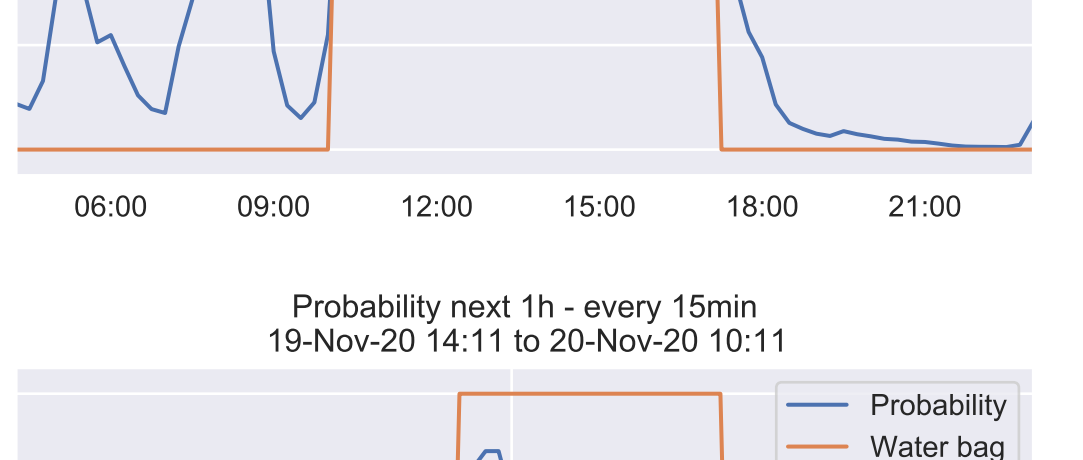 06:00 09:00 12:00 15:00 18:00 21:00
Probability next 1h - every 15min
19-Nov-20 14:11 to 20-Nov-20 10:11
Probability
Water bag